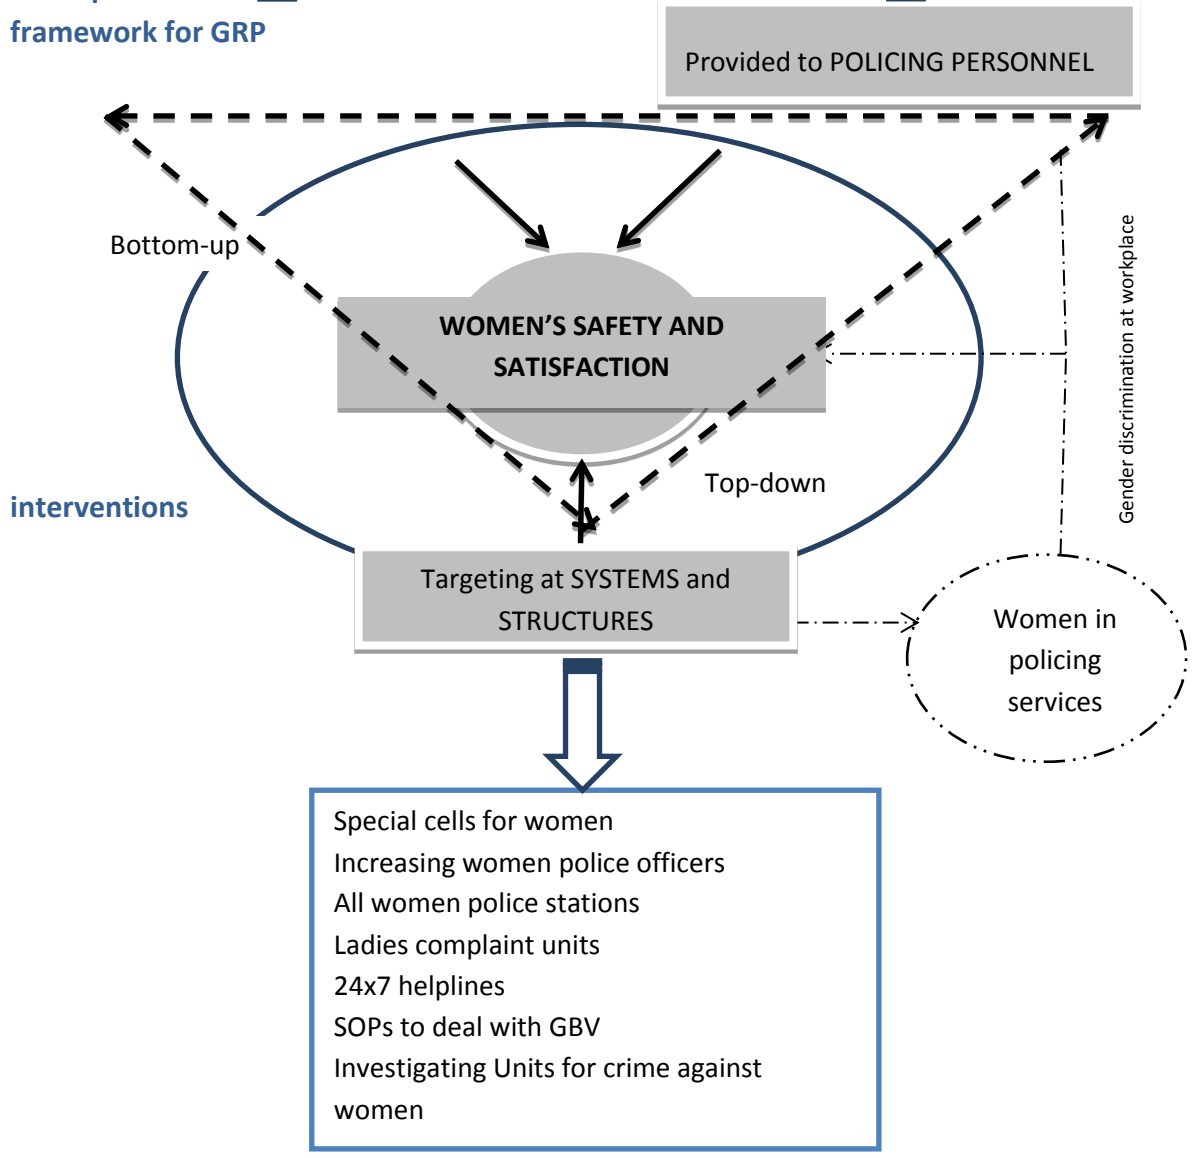 framework for GRP
Provided to POLICING PERSONNEL
Bottom-up
WOMEN’S SAFETY AND
SATISFACTION
Gender discrimination at workplace
Top-down
interventions
Targeting at SYSTEMS and
STRUCTURES
Women in
policing
services
Special cells for women
Increasing women police officers
All women police stations
Ladies complaint units
24x7 helplines
SOPs to deal with GBV
Investigating Units for crime against
women